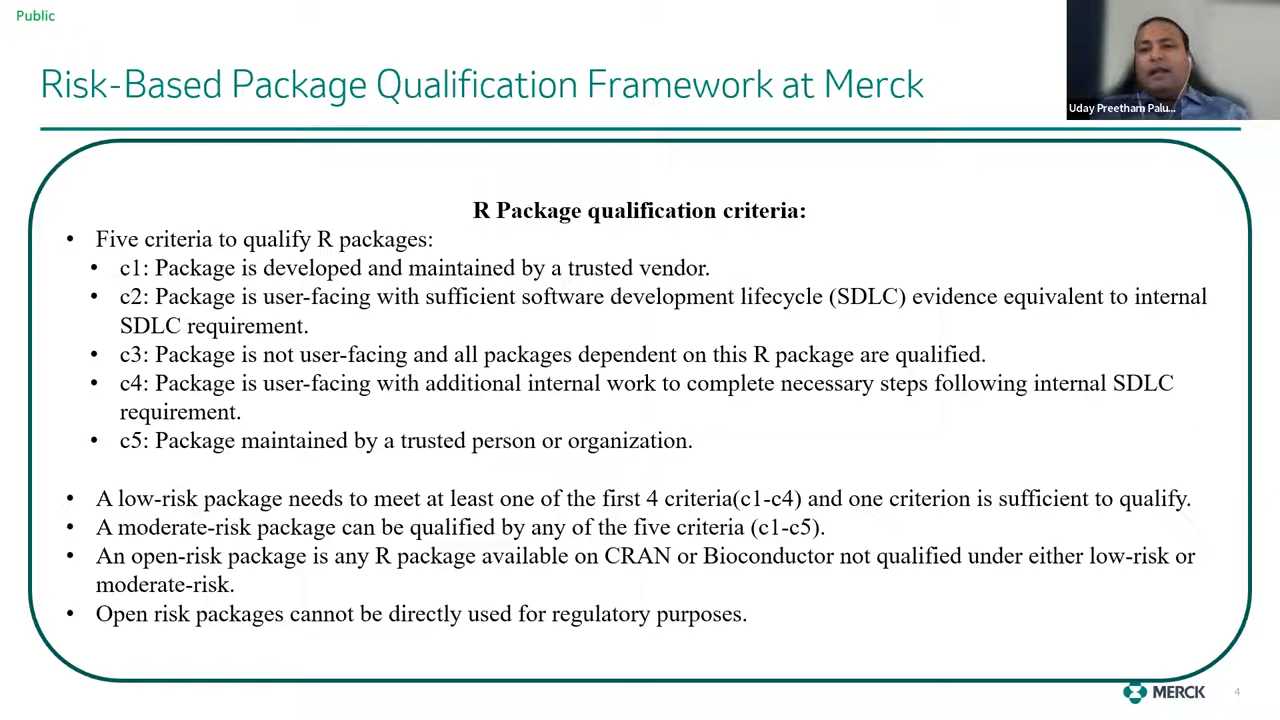 Public
Risk-Based Package Qualification Framework at Merck
Uday Preetham Palu...
R Package qualification criteria:
• Five criteria to qualify R packages:
• c1: Package is developed and maintained by a trusted vendor.
• c2: Package is user-facing with sufficient software development lifecycle (SDLC) evidence equivalent to internal
SDLC requirement.
• c3: Package is not user-facing and all packages dependent on this R package are qualified.
• c4: Package is user-facing with additional internal work to complete necessary steps following internal SDLC
requirement.
• c5: Package maintained by a trusted person or organization.
• A low-risk package needs to meet at least one of the first 4 criteria(c1-c4) and one criterion is sufficient to qualify.
• A moderate-risk package can be qualified by any of the five criteria (c1-c5).
• An open-risk package is any R package available on CRAN or Bioconductor not qualified under either low-risk or
moderate-risk.
• Open risk packages cannot be directly used for regulatory purposes.
MERCK
4